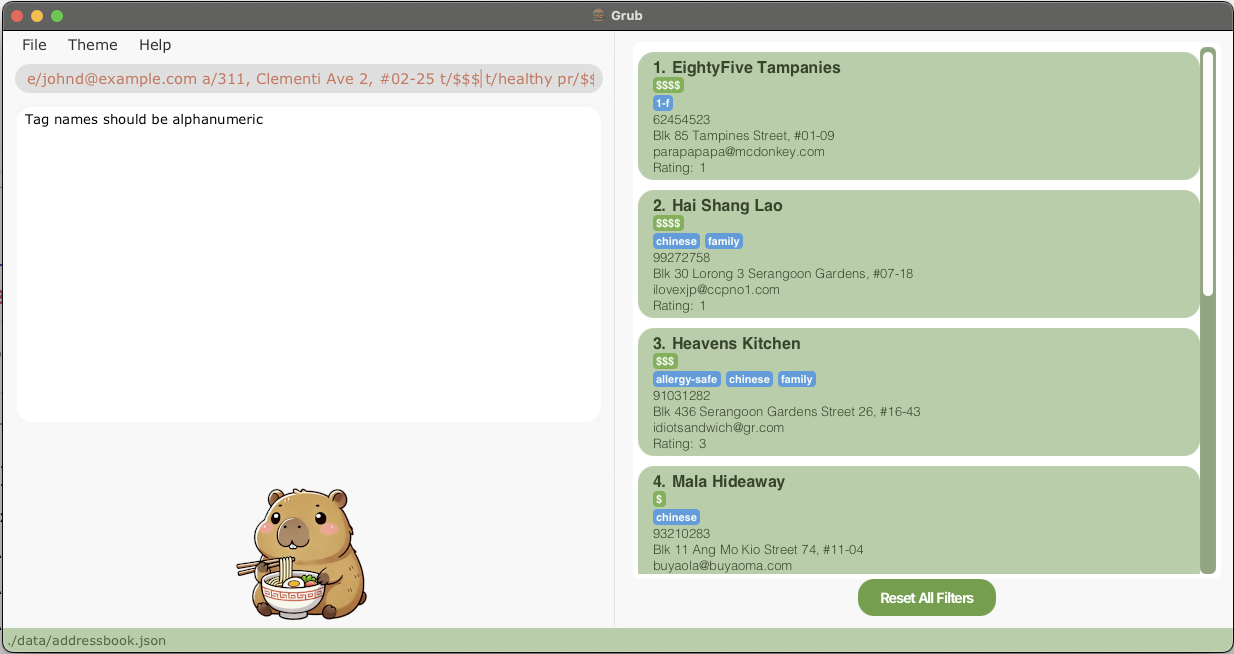 Grub
File Theme Help
e/johnd@example.com a/311, Clementi Ave 2, #02-25 t/$$$ t/healthy pr/$$
Tag names should be alphanumeric
1. EightyFive Tampanies
$$$$
1-f
62454523
Blk 85 Tampines Street, #01-09
parapapapa@mcdonkey.com
Rating: 1
2. Hai Shang Lao
$$$$
chinese family
99272758
Blk 30 Lorong 3 Serangoon Gardens, #07-18
ilovexjp@ccpno1.com
Rating: 1
3. Heavens Kitchen
$$$
allergy-safe chinese family
91031282
Blk 436 Serangoon Gardens Street 26, #16-43
idiotsandwich@gr.com
Rating: 3
4. Mala Hideaway
$
chinese
93210283
Blk 11 Ang Mo Kio Street 74, #11-04
buyaola@buyaoma.com
Reset All Filters
./data/addressbook.json